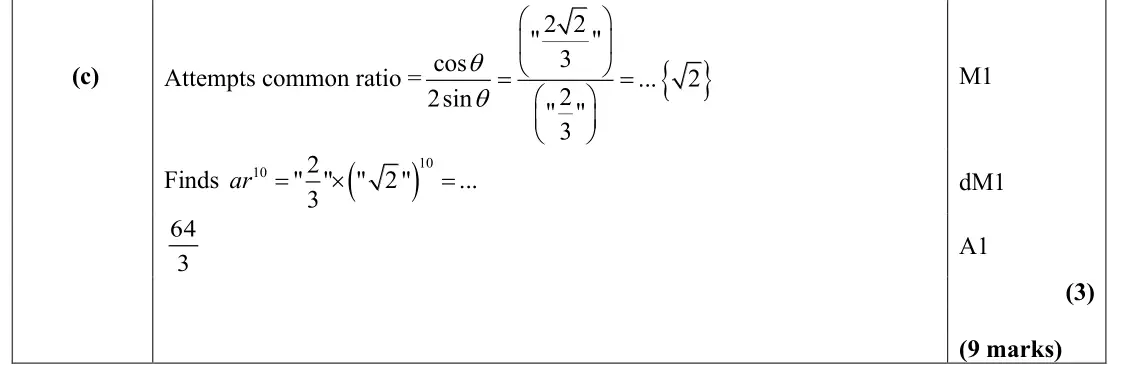 (c) Attempts common ratio = cosθ / 2sinθ = ("2√2/3") / ("2/3") = ... {√2} M1
Finds ar¹⁰ = "2/3"×("√2")¹⁰ = ... dM1
64/3 A1
(3)
(9 marks)